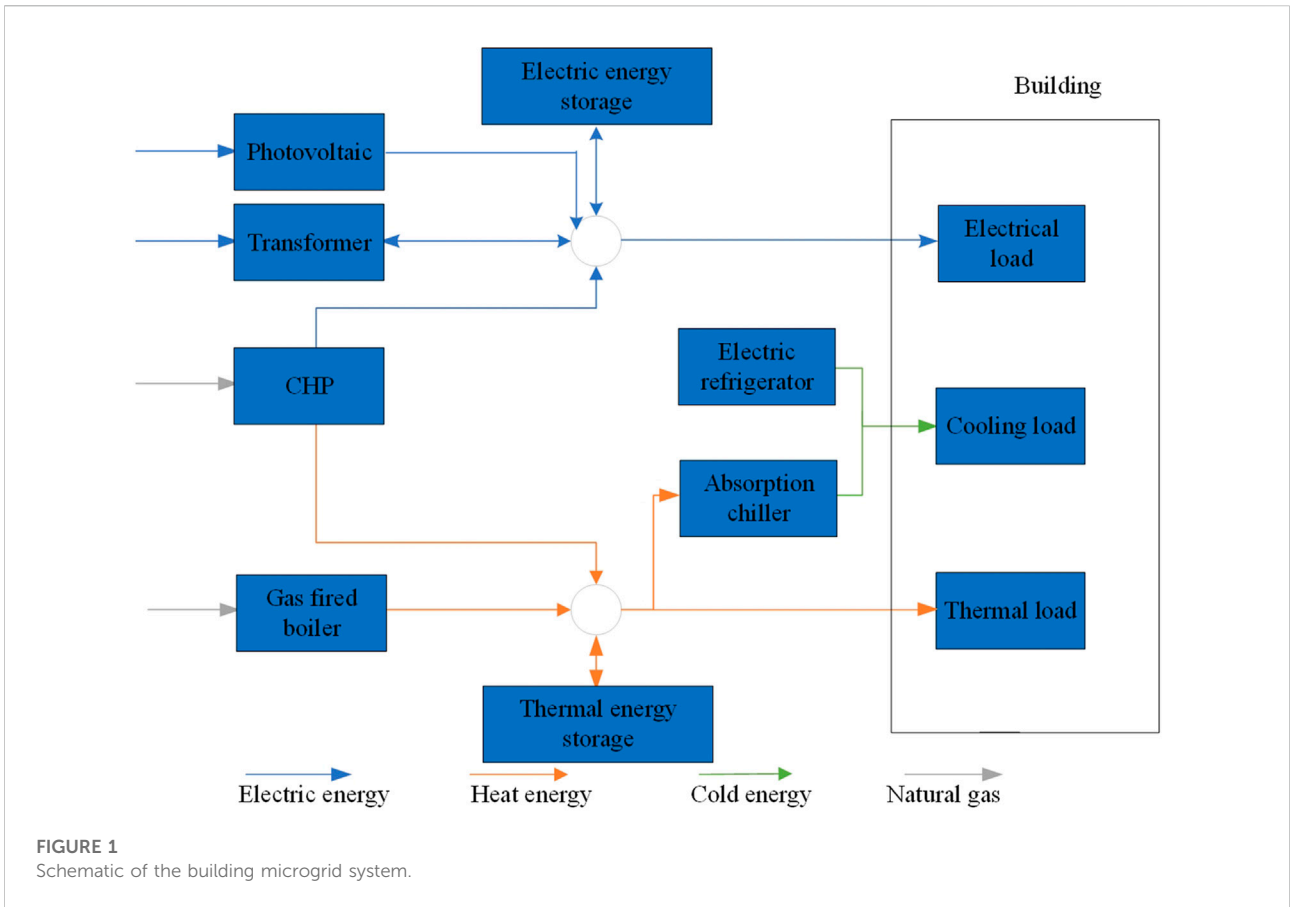 Electric energy
storage
Building
Photovoltaic
Transformer
Electrical
load
CHP
Electric
refrigerator
Cooling load
Absorption
chiller
Gas fired
boiler
Thermal load
Thermal energy
storage
Electric energy
Heat energy
Cold energy
Natural gas
FIGURE 1
Schematic of the building microgrid system.